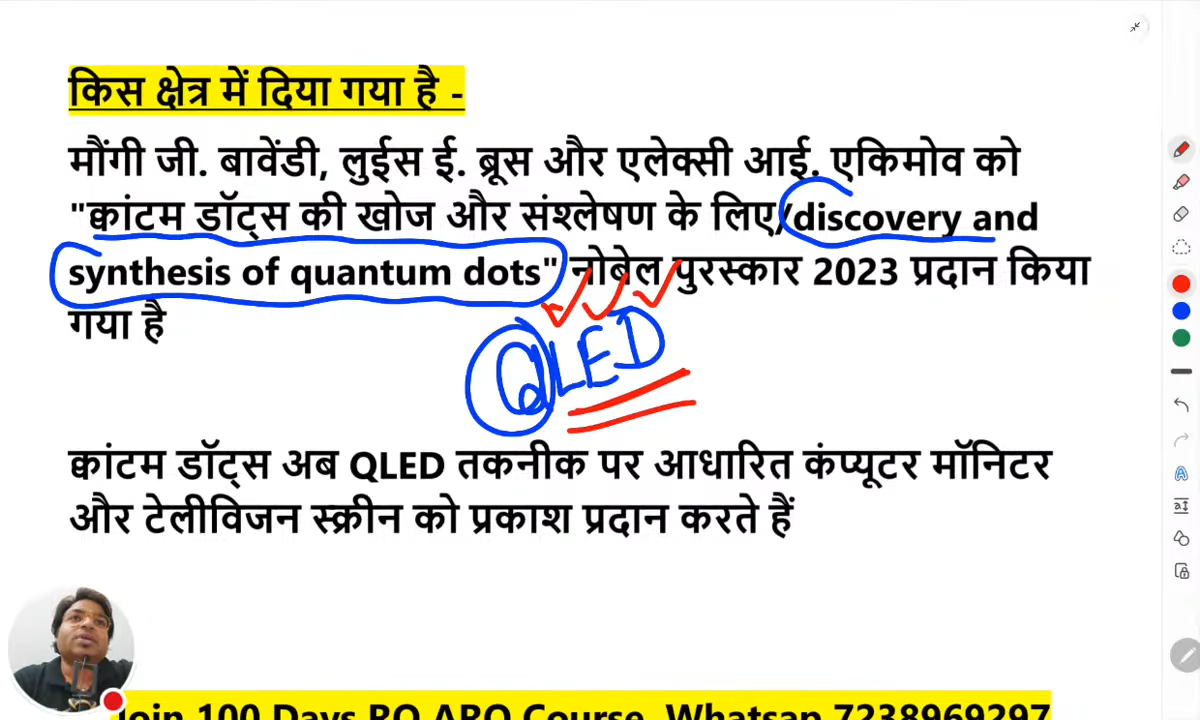 किस क्षेत्र में दिया गया है -
मौंगी जी. बावेंडी, लुईस ई. ब्रूस और एलेक्सी आई. एकिमोव को
"क्वांटम डॉट्स की खोज और संश्लेषण के लिए/discovery and
synthesis of quantum dots" नोबेल पुरस्कार 2023 प्रदान किया
गया है
QLED
क्वांटम डॉट्स अब QLED तकनीक पर आधारित कंप्यूटर मॉनिटर
और टेलीविजन स्क्रीन को प्रकाश प्रदान करते हैं
Join 100 Days RO ARO Course Whatsap 7238969297